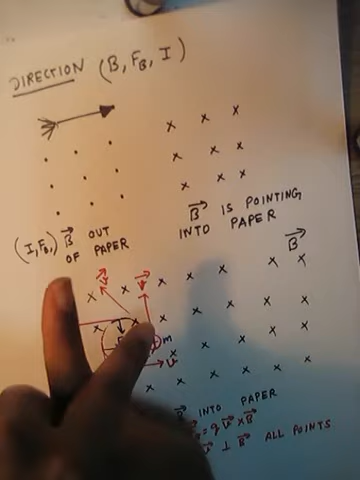 DIRECTION (B, F_B, I)
(I, F_B,) B⃗ OUT
OF PAPER
B⃗ IS POINTING
INTO PAPER
B⃗
V⃗ V⃗
m
V
B⃗ INTO PAPER
= q V⃗ x B⃗
V⃗ ⊥ B⃗ ALL POINTS